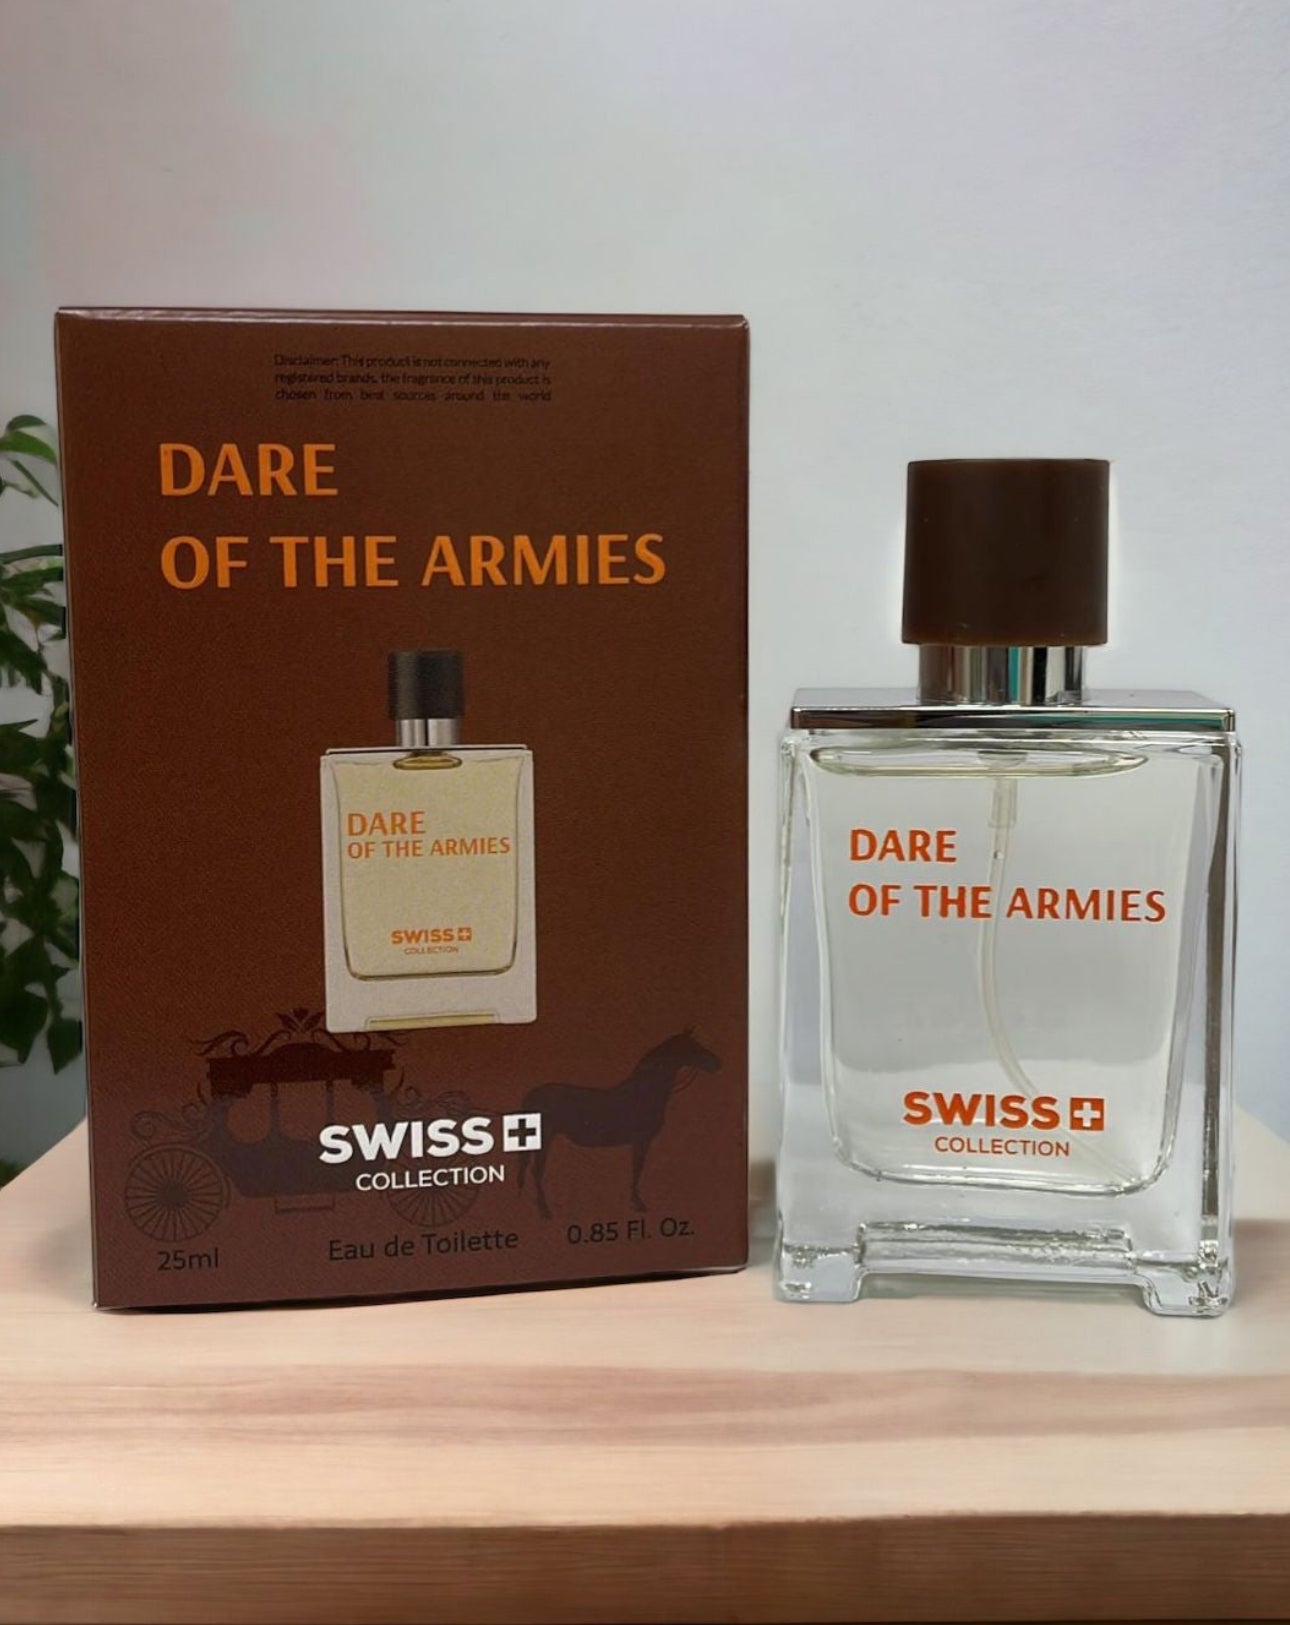 Disclaimer: This product is not connected with any
registered brands, the fragrance of this product is
chosen from best sources around the world
DARE
OF THE ARMIES
DARE
OF THE ARMIES
SWISS
COLLECTION
SWISS
COLLECTION
25ml
Eau de Toilette
0.85 Fl. Oz.
DARE
OF THE ARMIES
SWISS
COLLECTION